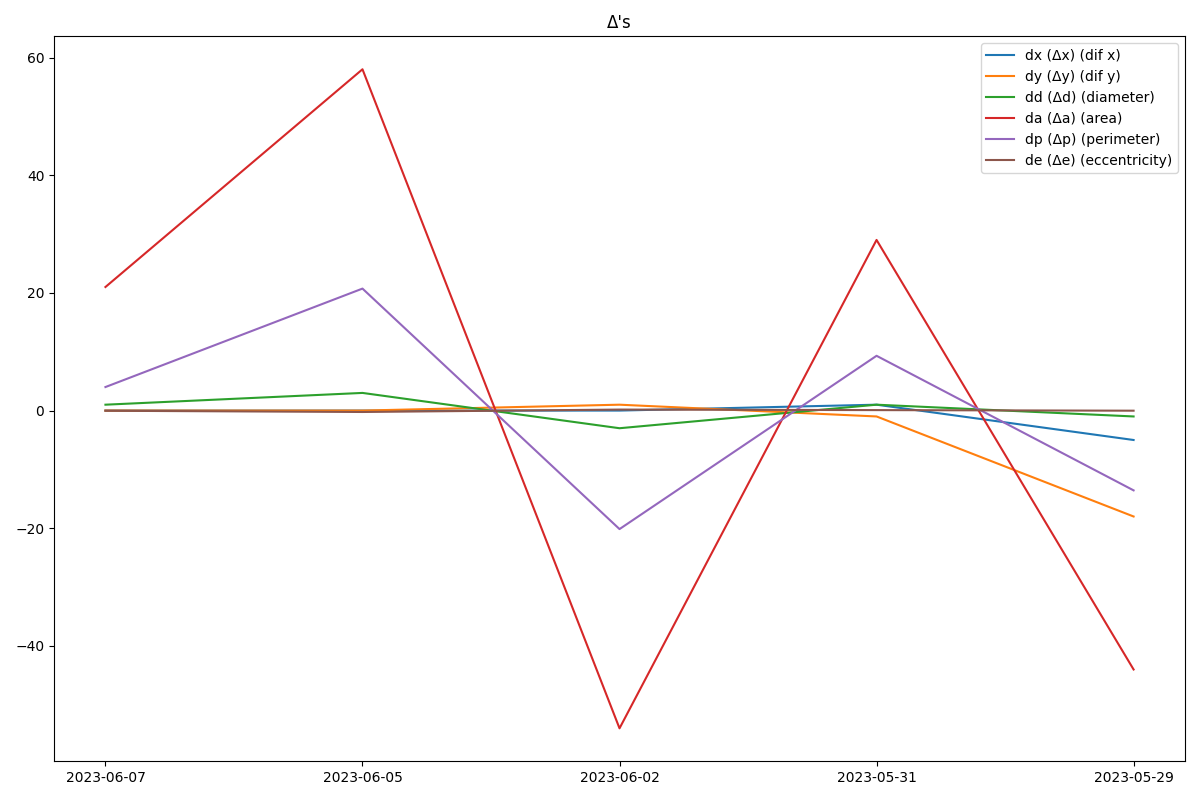 Δ's
dx (Δx) (dif x)
dy (Δy) (dif y)
dd (Δd) (diameter)
da (Δa) (area)
dp (Δp) (perimeter)
de (Δe) (eccentricity)
60
40
20
0
−20
−40
2023-06-07 2023-06-05 2023-06-02 2023-05-31 2023-05-29